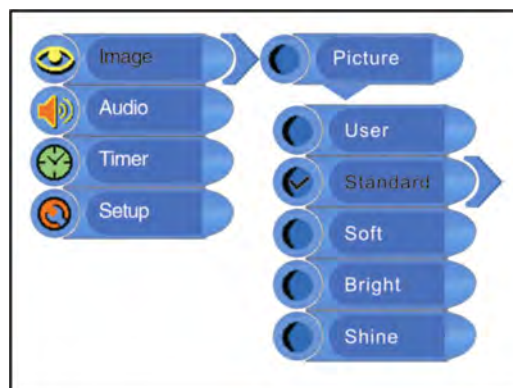 Image
Audio
Timer
Setup
Picture
User
Standard
Soft
Bright
Shine